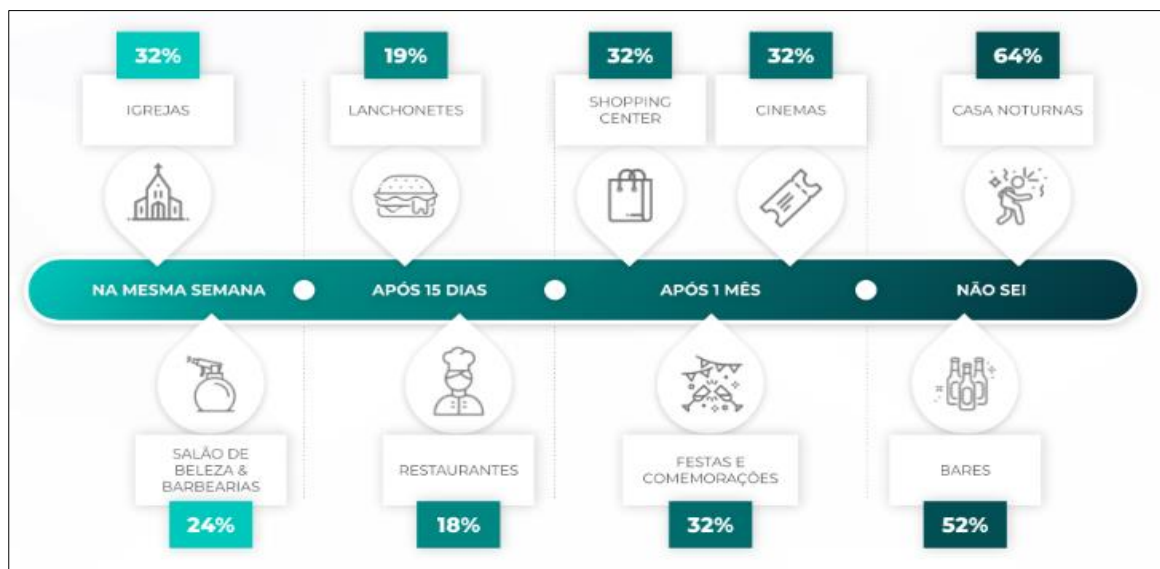 32%
IGREJAS
19%
LANCHONETES
32%
SHOPPING
CENTER
32%
CINEMAS
64%
CASA NOTURNAS
NA MESMA SEMANA
APÓS 15 DIAS
APÓS 1 MÊS
NÃO SEI
SALÃO DE
BELEZA &
BARBEARIAS
24%
RESTAURANTES
18%
FESTAS E
COMEMORAÇÕES
32%
BARES
52%